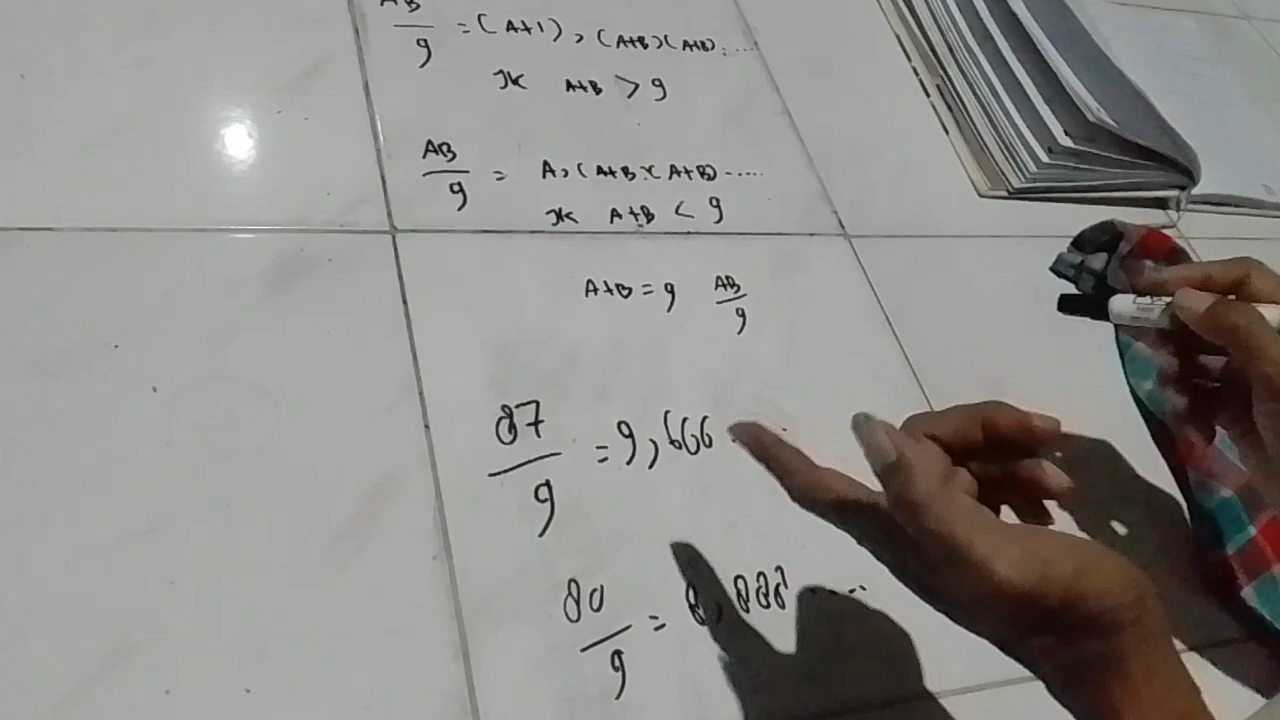 AB/9 = (A+1), (A+B)(A+B)....
JK A+B > 9
AB/9 = A, (A+B)(A+B).....
JK A+B < 9
A+B = 9 AB/9
87/9 = 9,666
80/9 = 8,888 ...